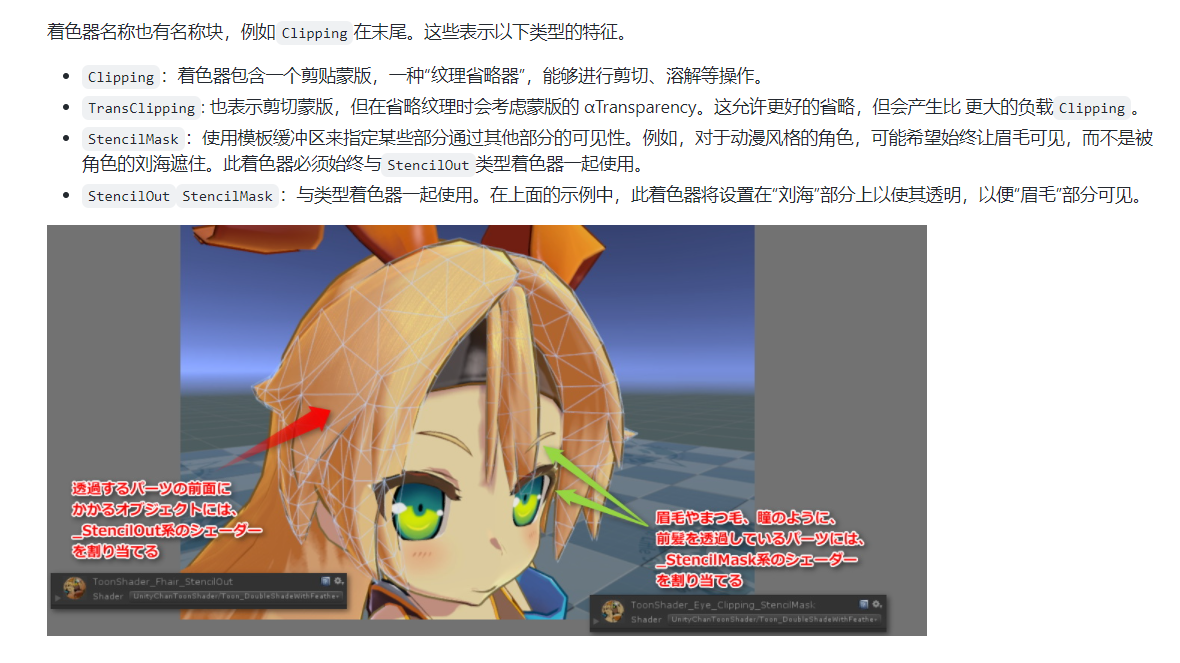 着色器名称也有名称块，例如 Clipping 在末尾。这些表示以下类型的特征。
Clipping： 着色器包含一个剪贴蒙版，一种“纹理省略器”，能够进行剪切、溶解等操作。
TransClipping: 也表示剪切蒙版，但在省略纹理时会考虑蒙版的 αTransparency。这允许更好的省略，但会产生比 更大的负载 Clipping 。
StencilMask： 使用模板缓冲区来指定某些部分通过其他部分的可见性。例如，对于动漫风格的角色，可能希望始终让眉毛可见，而不是被
角色的刘海遮住。此着色器必须始终与 StencilOut 类型着色器一起使用。
StencilOut StencilMask： 与类型着色器一起使用。在上面的示例中，此着色器将设置在“刘海”部分上以使其透明，以便“眉毛”部分可见。
透過するパーツの前面に
かかるオブジェクトには、
_StencilOut系のシェーダー
を割り当てる
ToonShader_Fhair_StencilOut
Shader UnityChanToonShader/Toon_DoubleShadeWithFeathe
眉毛やまつ毛、瞳のように、
前髪を透過しているパーツには、
_StencilMask系のシェーダー
を割り当てる
ToonShader_Eye_Clipping_StencilMask
Shader UnityChanToonShader/Toon_DoubleShadeWithFeathe